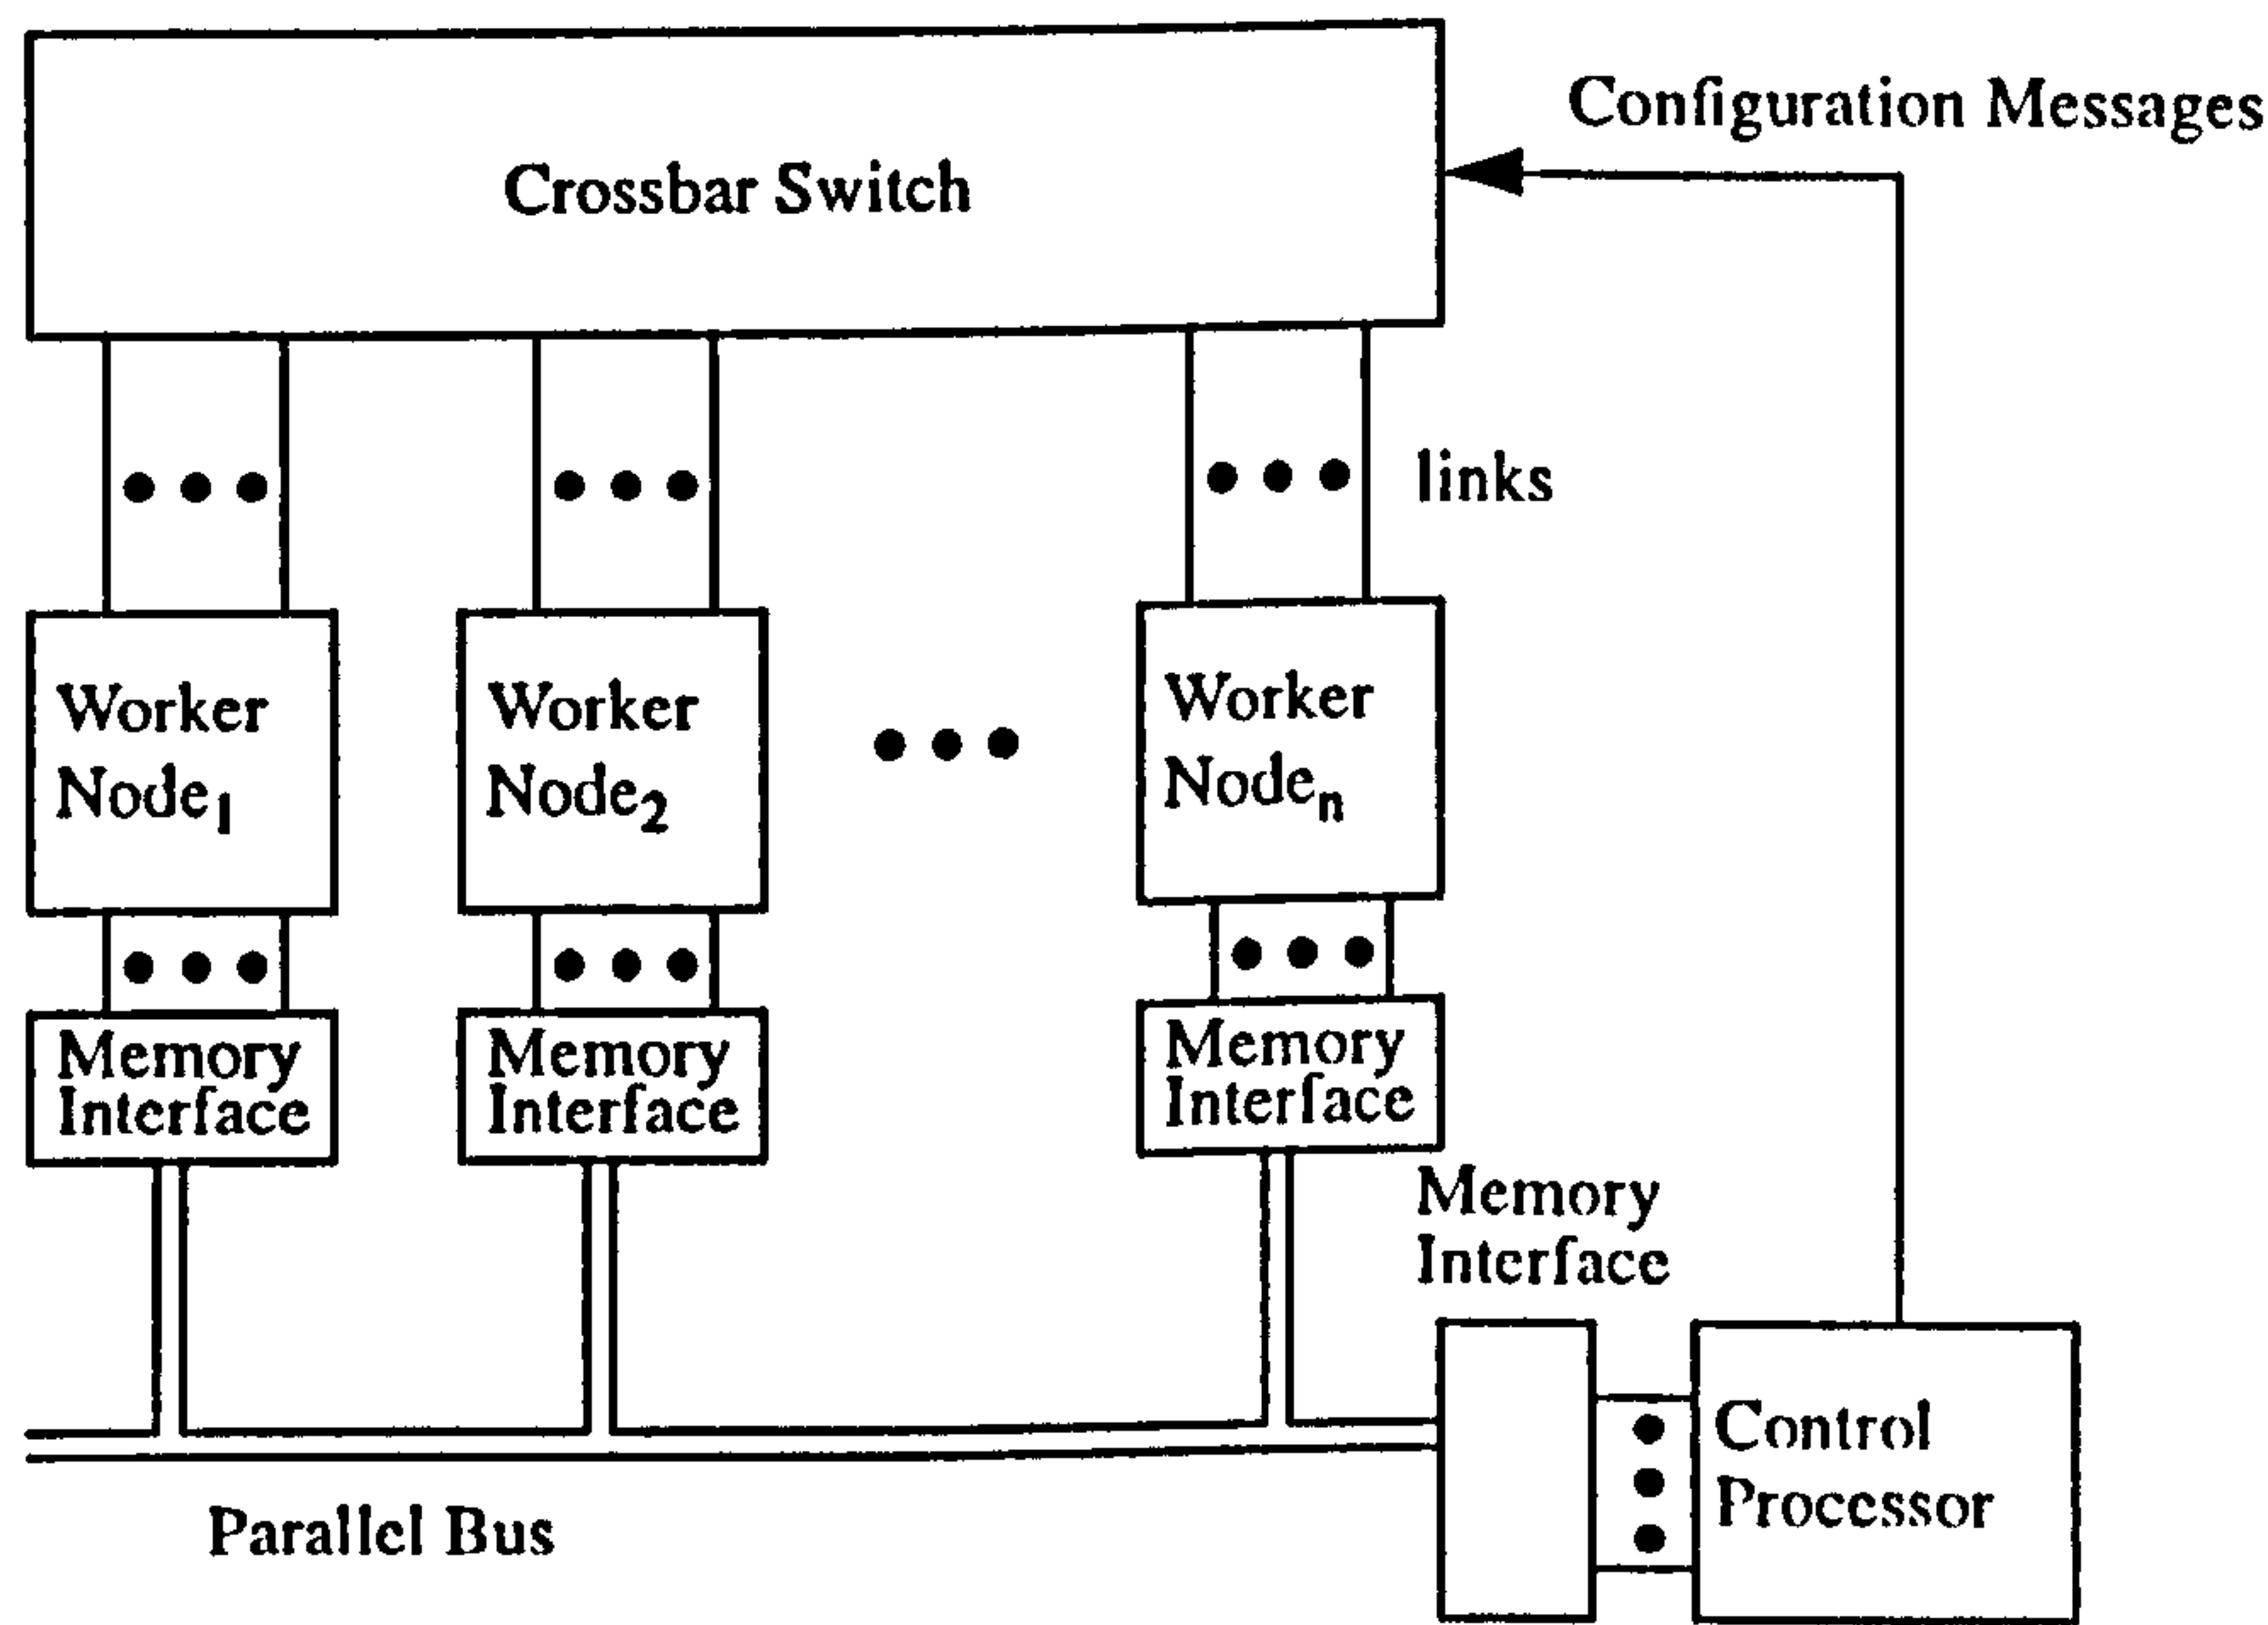 Configuration Messages
Crossbar Switch
links
Worker
Node₁
Worker
Node₂
Worker
Nodeₙ
Memory
Interface
Memory
Interface
Memory
Interface
Memory
Interface
Control
Processor
Parallel Bus